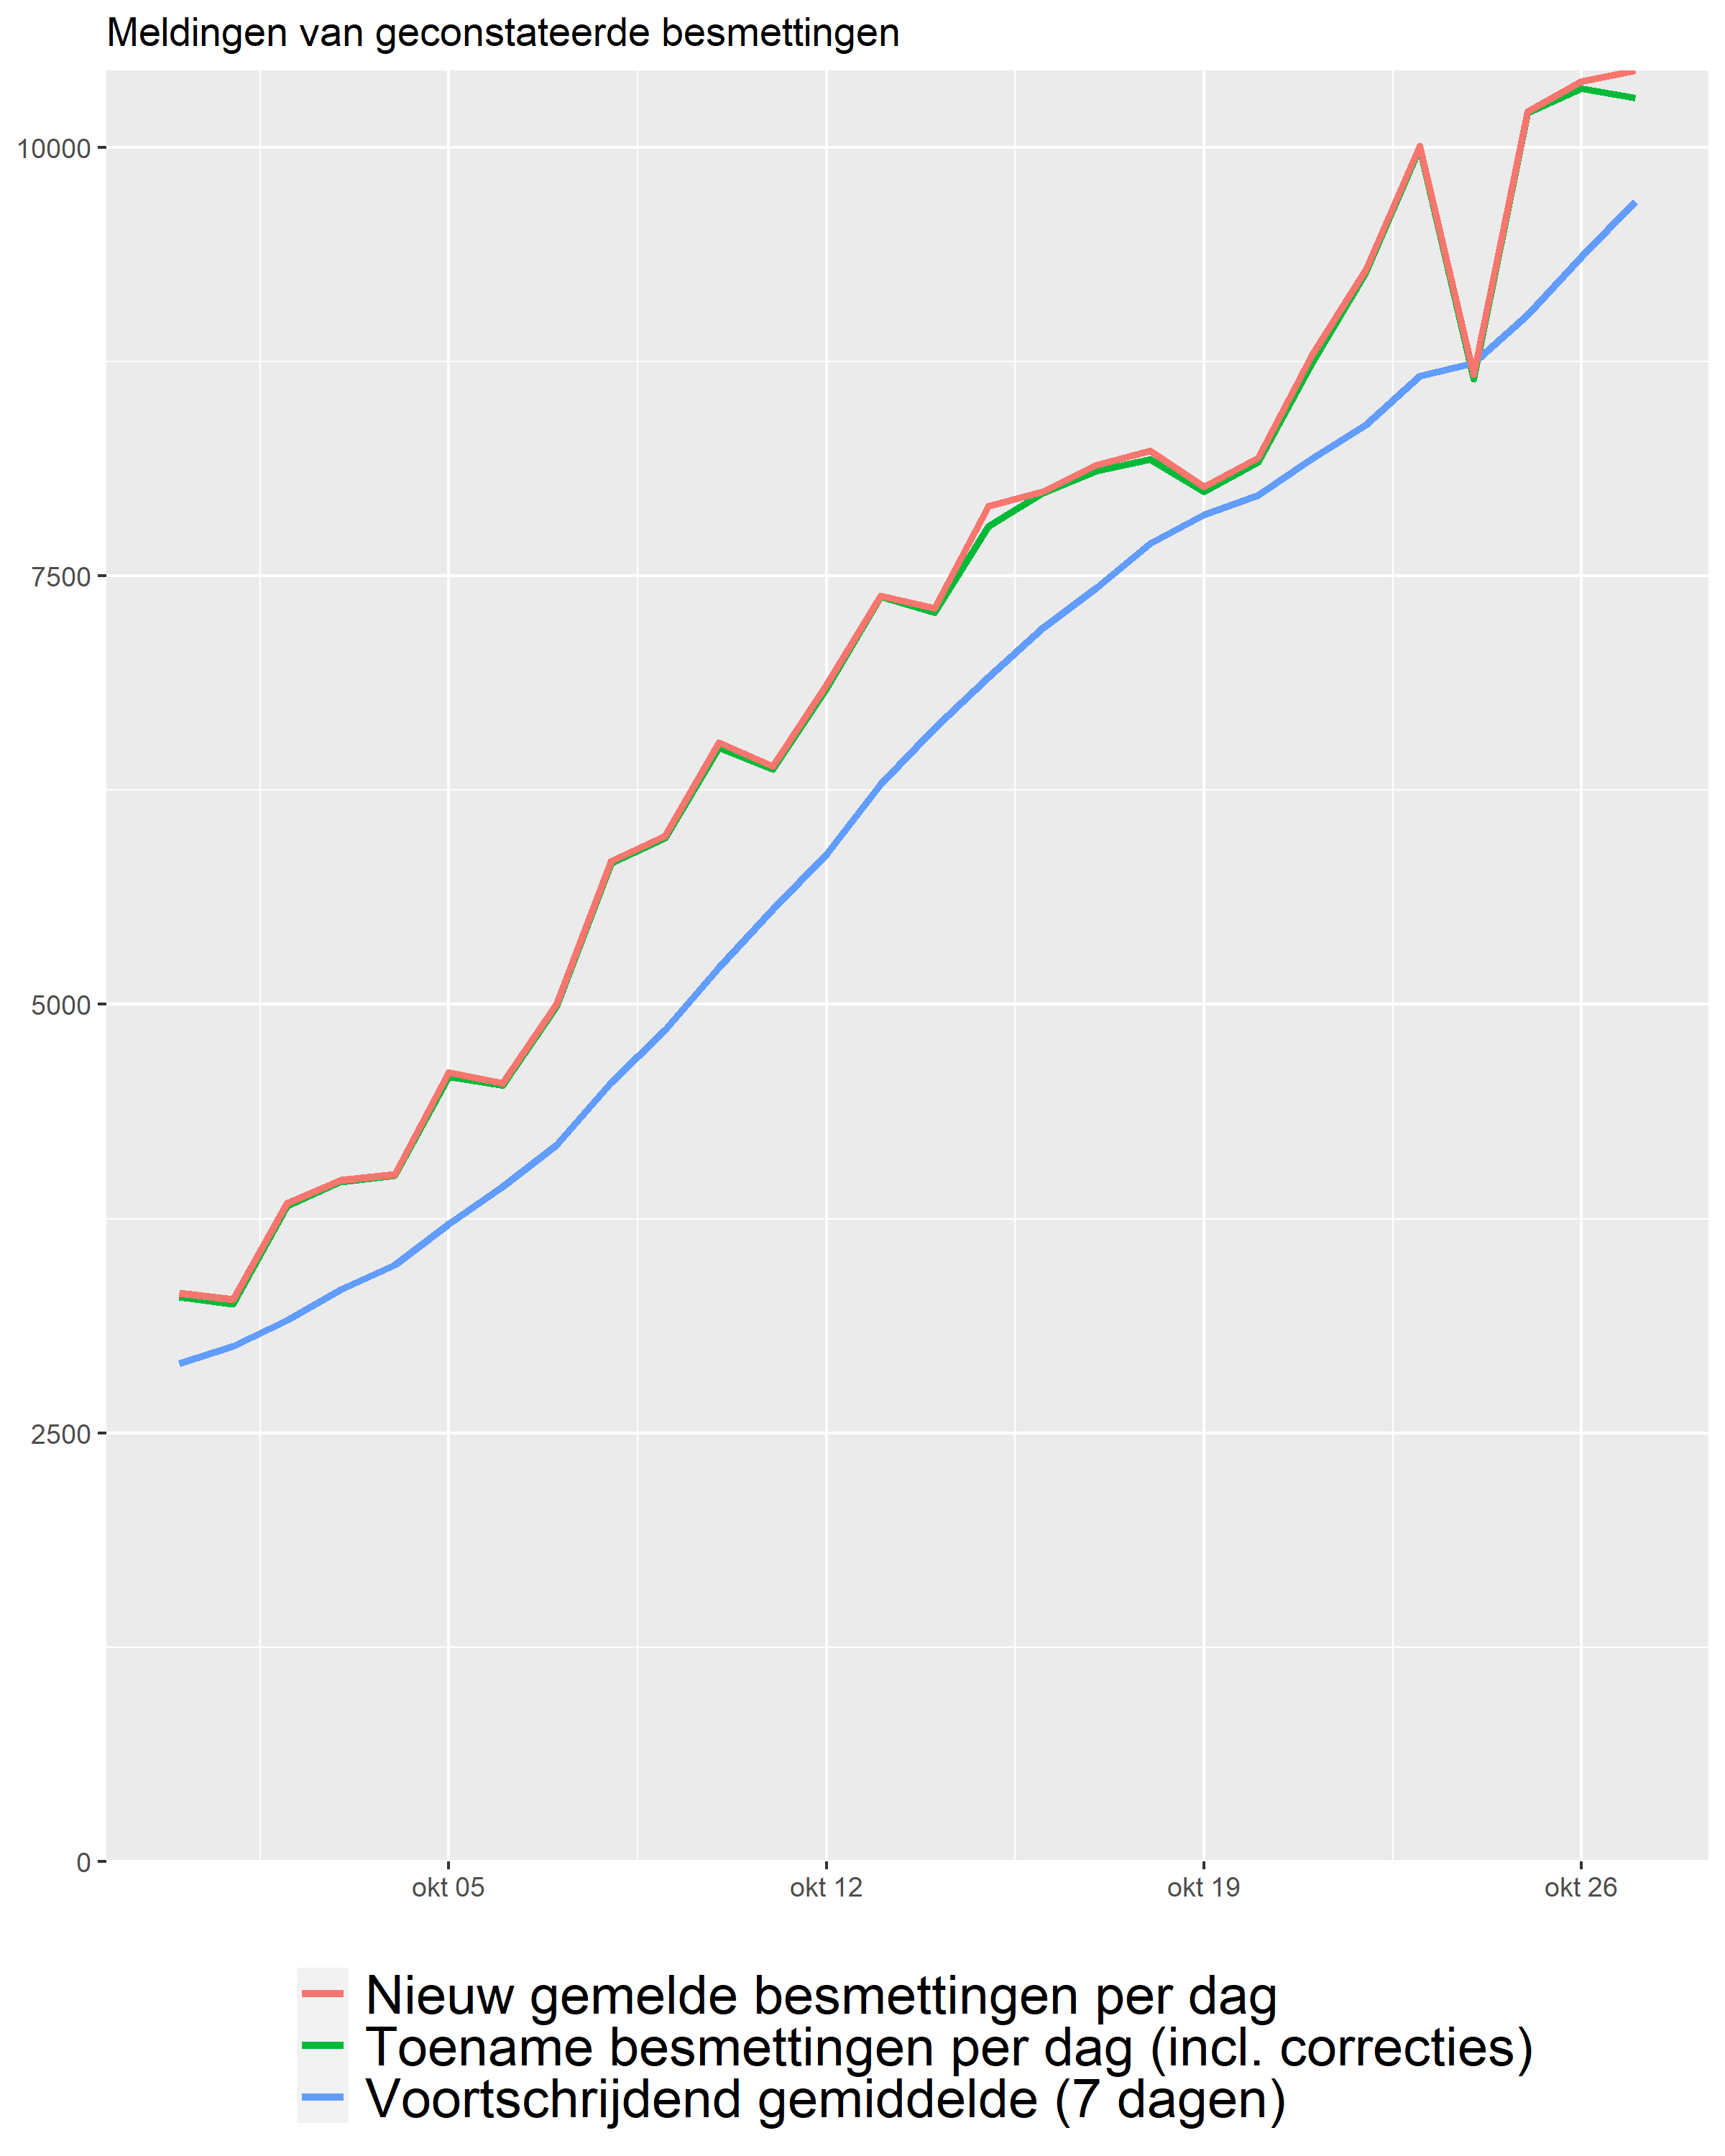 Meldingen van geconstateerde besmettingen
10000
7500
5000
2500
0
okt 05 okt 12 okt 19 okt 26
Nieuw gemelde besmettingen per dag
Toename besmettingen per dag (incl. correcties)
Voortschrijdend gemiddelde (7 dagen)